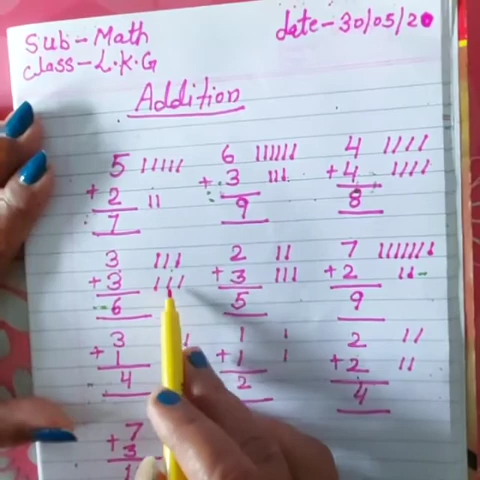 Sub - Math date - 30/05/20
Class - L.K.G
Addition
5 IIIII 6 IIIIII 4 IIII
+ 2 II + 3 III + 4 IIII
7 9 8
3 III 2 II 7 IIIIIII
+ 3 III + 3 III + 2 II
6 5 9
3 1 I 2 II
+ 1 + 1 I + 2 II
4 2 4
+ 7
3